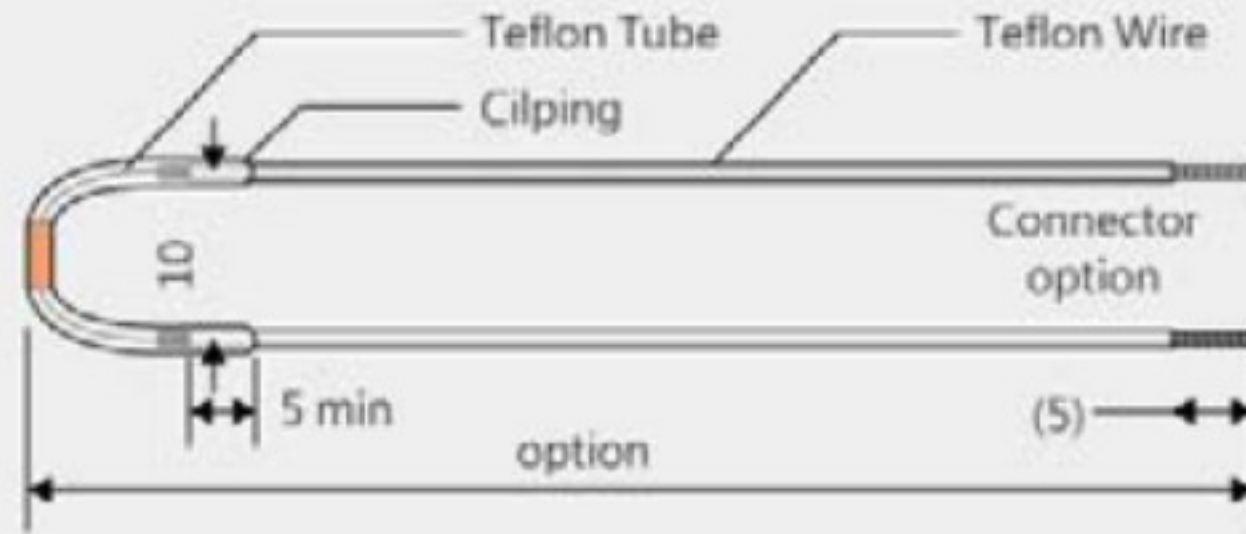 Teflon Tube
Teflon Wire
Cilping
Connector
option
10
5 min
(5)
option